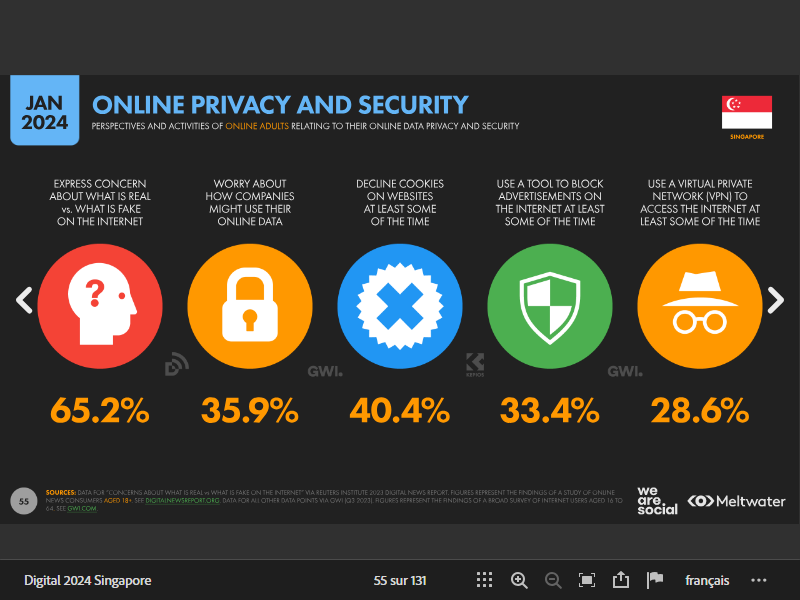 JAN
2024
ONLINE PRIVACY AND SECURITY
PERSPECTIVES AND ACTIVITIES OF ONLINE ADULTS RELATING TO THEIR ONLINE DATA PRIVACY AND SECURITY
SINGAPORE
EXPRESS CONCERN
ABOUT WHAT IS REAL
vs. WHAT IS FAKE
ON THE INTERNET
WORRY ABOUT
HOW COMPANIES
MIGHT USE THEIR
ONLINE DATA
DECLINE COOKIES
ON WEBSITES
AT LEAST SOME
OF THE TIME
USE A TOOL TO BLOCK
ADVERTISEMENTS ON
THE INTERNET AT LEAST
SOME OF THE TIME
USE A VIRTUAL PRIVATE
NETWORK (VPN) TO
ACCESS THE INTERNET AT
LEAST SOME OF THE TIME
?
GWI.
KEPIOS
GWI.
65.2%
35.9%
40.4%
33.4%
28.6%
55
SOURCES: DATA FOR "CONCERNS ABOUT WHAT IS REAL vs WHAT IS FAKE ON THE INTERNET" VIA REUTERS INSTITUTE 2023 DIGITAL NEWS REPORT. FIGURES REPRESENT THE FINDINGS OF A STUDY OF ONLINE
NEWS CONSUMERS AGED 18+. SEE DIGITALNEWSREPORT.ORG. DATA FOR ALL OTHER DATA POINTS VIA GWI (Q3 2023). FIGURES REPRESENT THE FINDINGS OF A BROAD SURVEY OF INTERNET USERS AGED 16 TO
64. SEE GWI.COM.
we
are.
social
Meltwater
Digital 2024 Singapore
55 sur 131
français